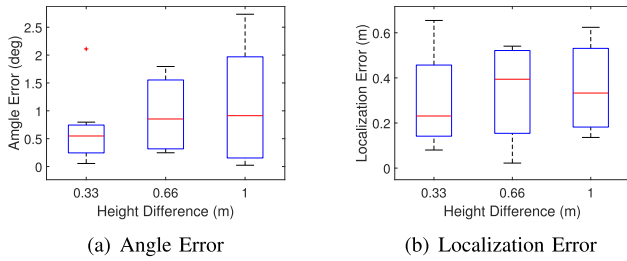 2.5
2
1.5
1
0.5
0
Amgle Error (deg)
0.33 0.66 1
Height Difference (m)
(a) Angle Error
0.6
0.4
0.2
0
Localization Error (m)
0.33 0.66 1
Height Difference (m)
(b) Localization Error